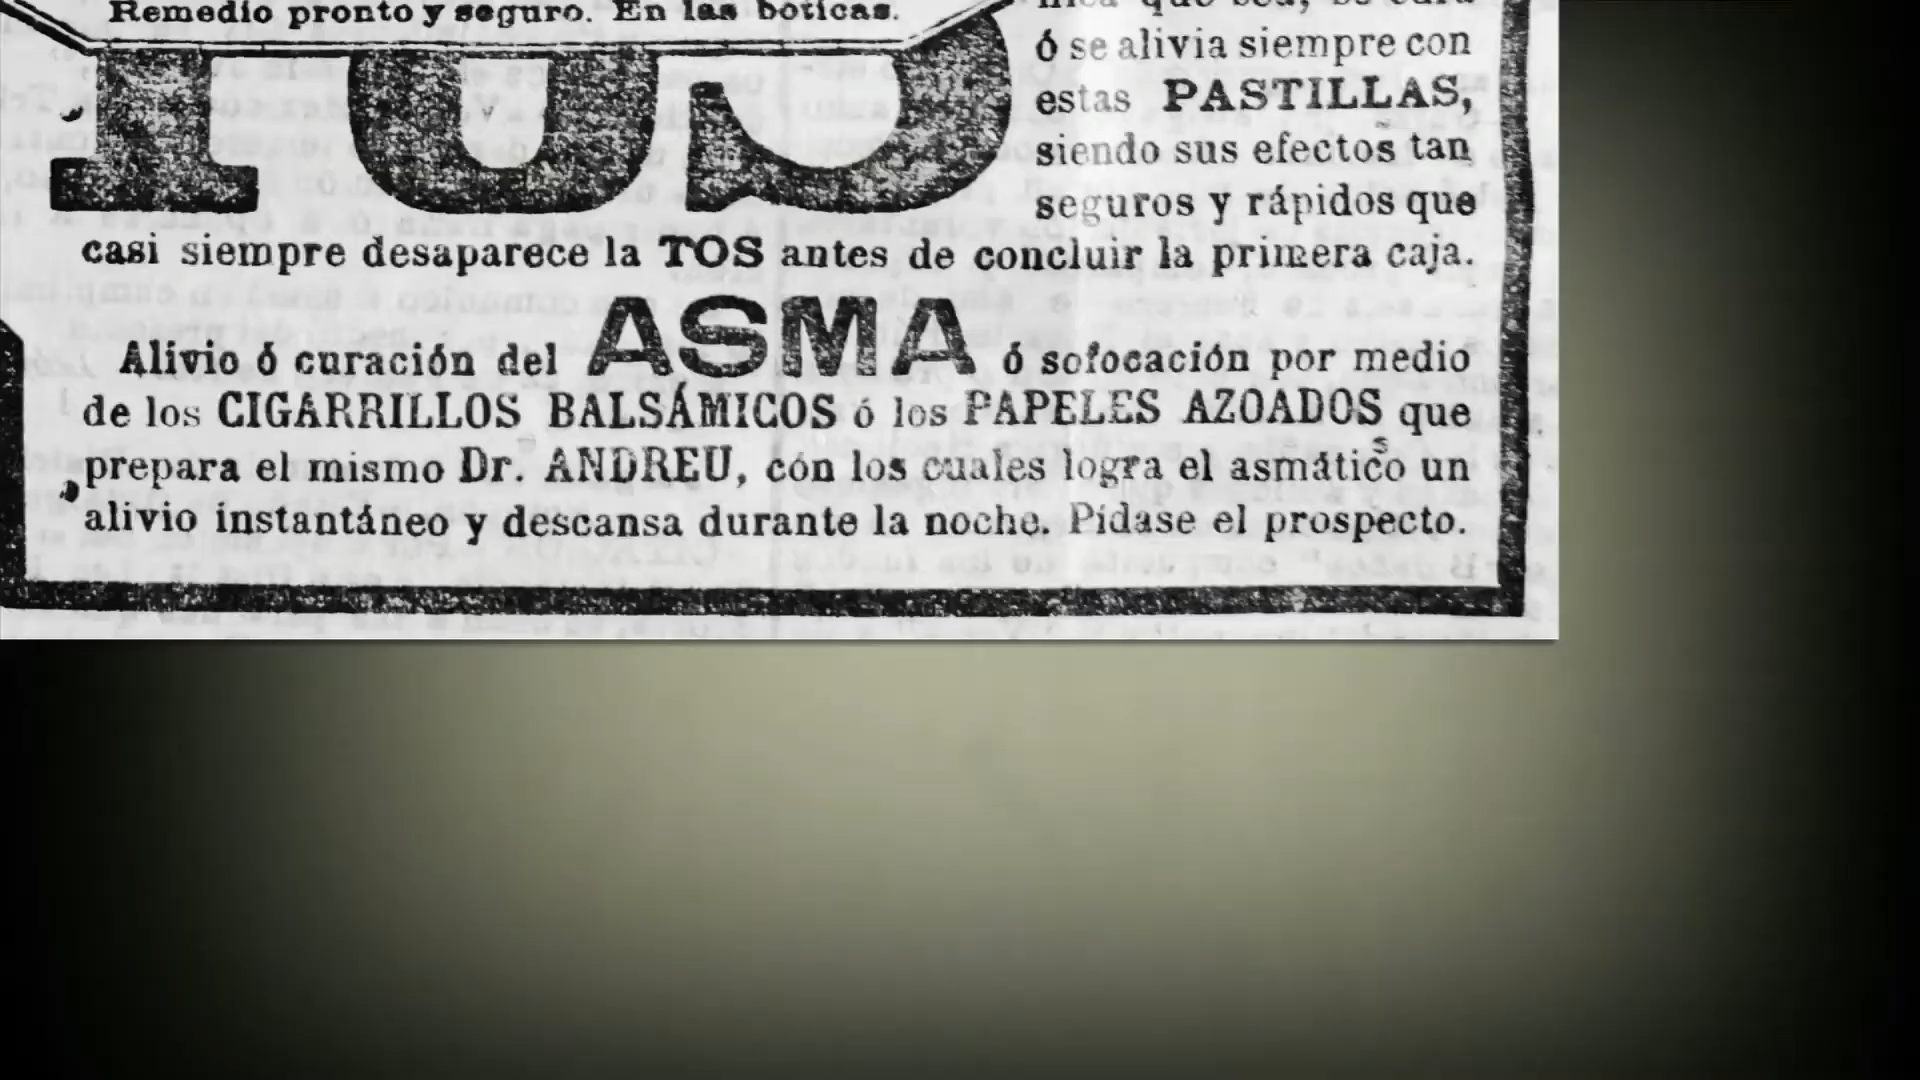 Remedio pronto y seguro. En las boticas.
TOS
ó se alivia siempre con
estas PASTILLAS,
siendo sus efectos tan
seguros y rápidos que
casi siempre desaparece la TOS antes de concluir la primera caja.
Alivio ó curación del ASMA ó sofocación por medio
de los CIGARRILLOS BALSÁMICOS ó los PAPELES AZOADOS que
prepara el mismo Dr. ANDREU, con los cuales logra el asmático un
alivio instantáneo y descansa durante la noche. Pidase el prospecto.